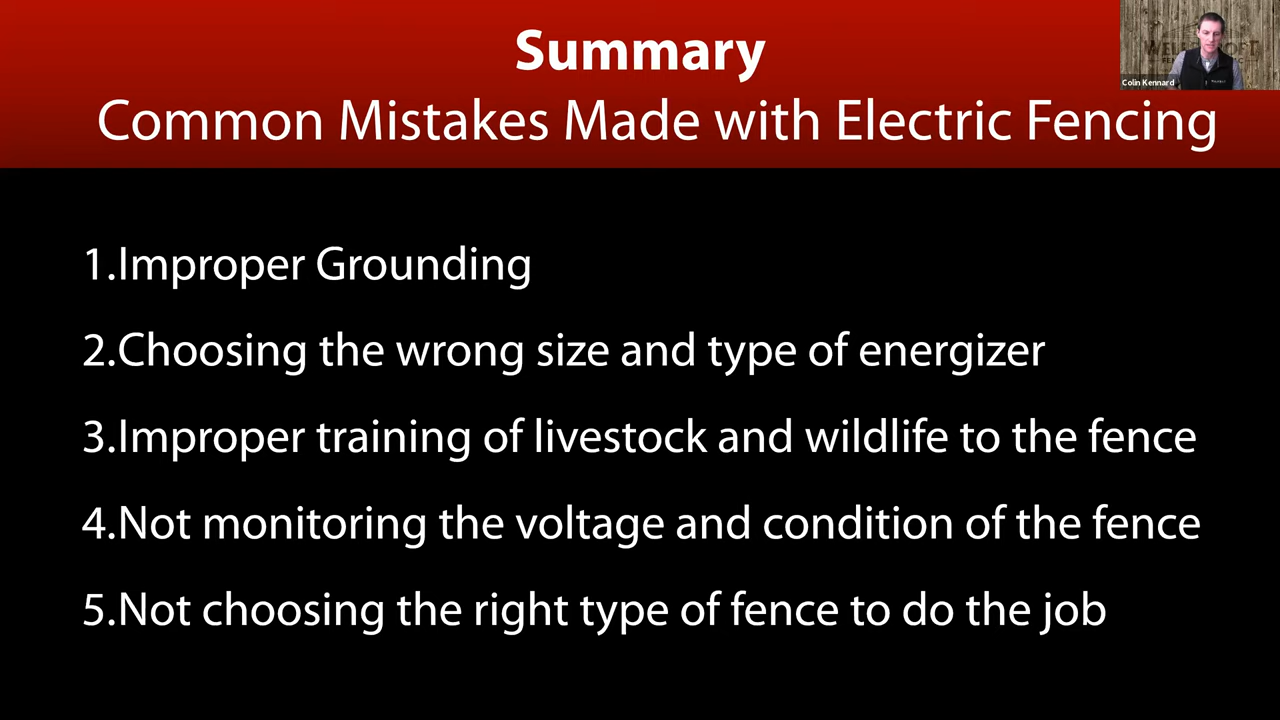 Summary
Common Mistakes Made with Electric Fencing
Colin Kennard
1.Improper Grounding
2.Choosing the wrong size and type of energizer
3.Improper training of livestock and wildlife to the fence
4.Not monitoring the voltage and condition of the fence
5.Not choosing the right type of fence to do the job